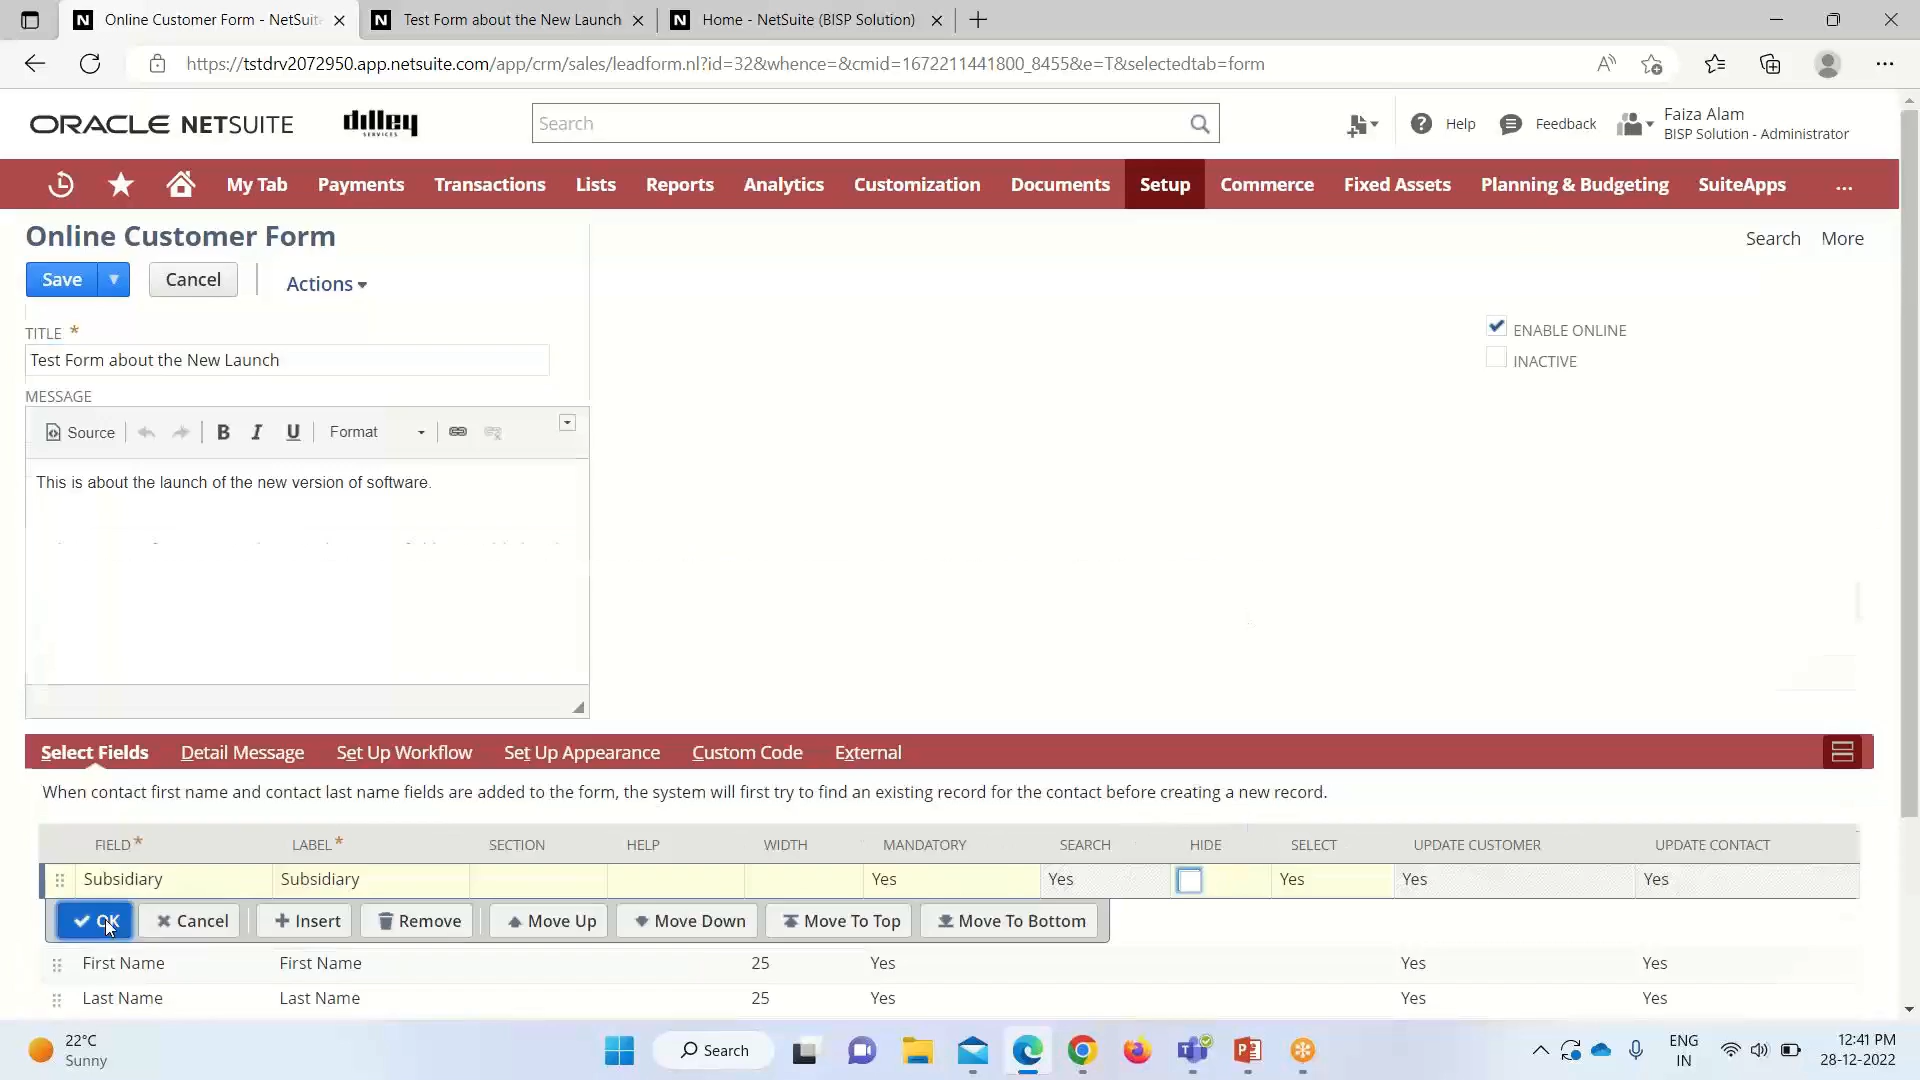 Online Customer Form - NetSuite
Test Form about the New Launch
Home - NetSuite (BISP Solution)
https://tstdrv2072950.app.netsuite.com/app/crm/sales/leadform.nl?id=32&whence=&cmid=1672211441800_8455&e=T&selectedtab=form
ORACLE NETSUITE
dilley
SERVICES
Search
Help
Feedback
Faiza Alam
BISP Solution - Administrator
My Tab Payments Transactions Lists Reports Analytics Customization Documents Setup Commerce Fixed Assets Planning & Budgeting SuiteApps ...
Online Customer Form
Search More
Save Cancel Actions
TITLE *
Test Form about the New Launch
ENABLE ONLINE
INACTIVE
MESSAGE
Source B I U Format
This is about the launch of the new version of software.
Select Fields Detail Message Set Up Workflow Set Up Appearance Custom Code External
When contact first name and contact last name fields are added to the form, the system will first try to find an existing record for the contact before creating a new record.
FIELD * LABEL * SECTION HELP WIDTH MANDATORY SEARCH HIDE SELECT UPDATE CUSTOMER UPDATE CONTACT
Subsidiary Subsidiary Yes Yes Yes Yes Yes
OK Cancel Insert Remove Move Up Move Down Move To Top Move To Bottom
First Name First Name 25 Yes Yes Yes
Last Name Last Name 25 Yes Yes Yes
22°C
Sunny
Search
ENG
IN
12:41 PM
28-12-2022